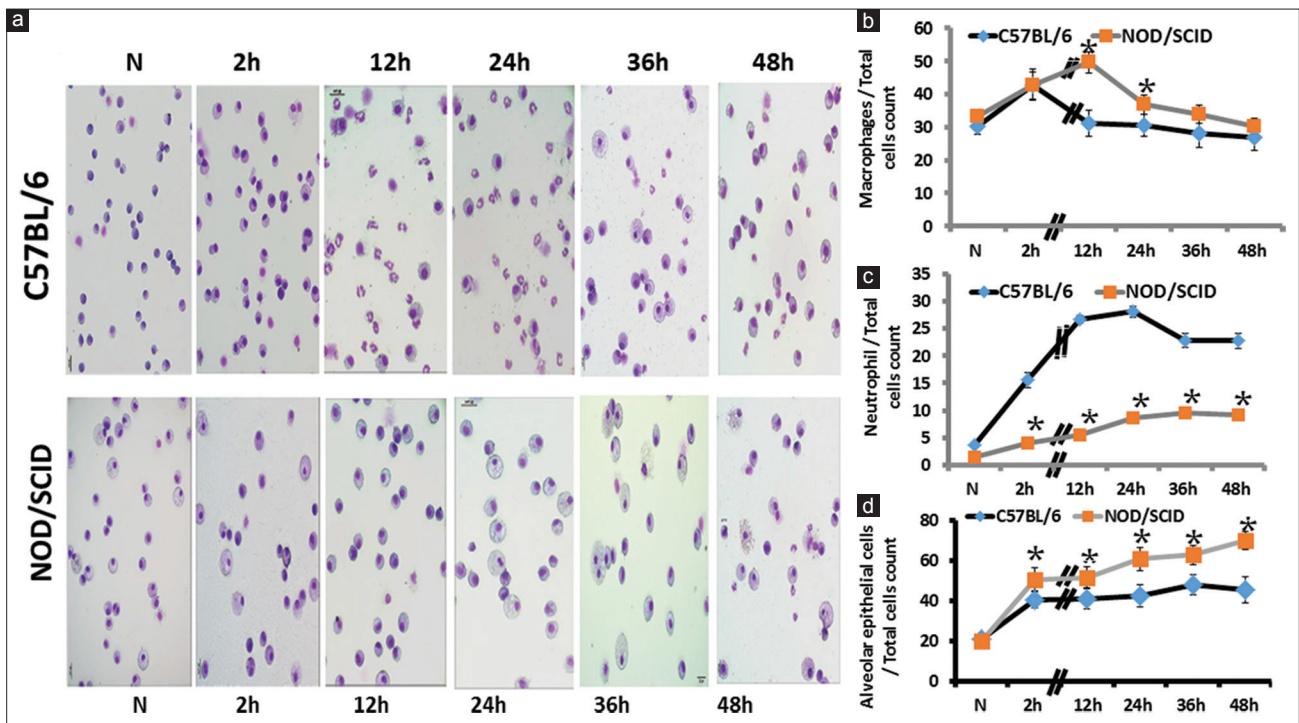 a
N 2h 12h 24h 36h 48h
C57BL/6
NOD/SCID
N 2h 12h 24h 36h 48h
b
C57BL/6 NOD/SCID
Macrophages / Total
cells count
60
50
40
30
20
10
0
* *
N 2h 12h 24h 36h 48h
c
C57BL/6 NOD/SCID
Neutrophil / Total
cells count
35
30
25
20
15
10
5
0
* * * * *
N 2h 12h 24h 36h 48h
d
C57BL/6 NOD/SCID
Alveolar epithelial cells
/ Total cells count
80
60
40
20
0
* * * * *
N 2h 12h 24h 36h 48h